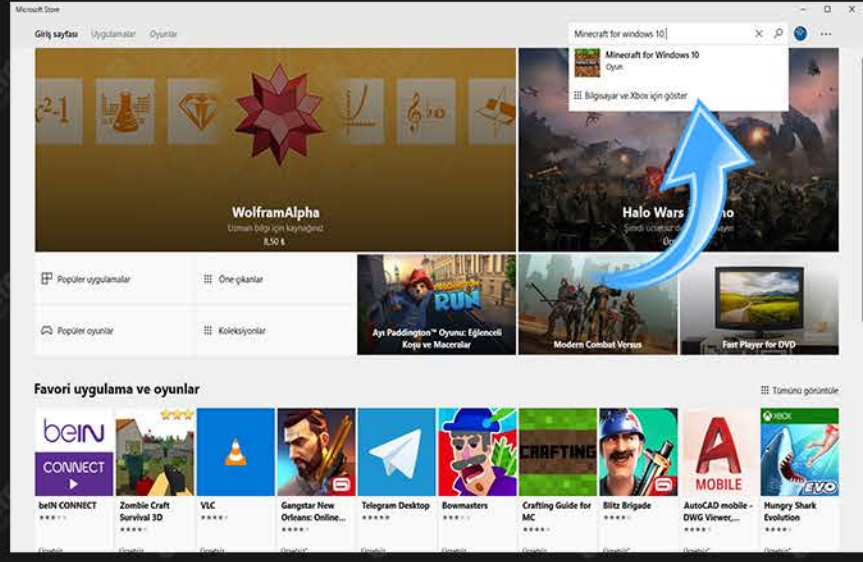 Microsoft Store
Giriş sayfası Uygulamalar Oyunlar
Minecraft for windows 10
Minecraft for Windows 10
Oyun
Bilgisayar ve Xbox için göster
x²-1
WolframAlpha
Uzman bilgi için kaynağınız
8,50 ₺
Halo Wars
Popüler uygulamalar
Öne çıkanlar
Popüler oyunlar
Koleksiyonlar
PADDINGTON
RUN
Ayı Paddington™ Oyunu: Eğlenceli
Koşu ve Maceralar
Modern Combat Versus
Fast Player for DVD
Favori uygulama ve oyunlar
Tümünü görüntüle
beIN
CONNECT
CRAFTING
MOBILE
XBOX
EVO
beIN CONNECT
Zombie Craft
Survival 3D
VLC
Gangstar New
Orleans: Online...
Telegram Desktop
Bowmasters
Crafting Guide for
MC
Blitz Brigade
AutoCAD mobile -
DWG Viewer,...
Hungry Shark
Evolution